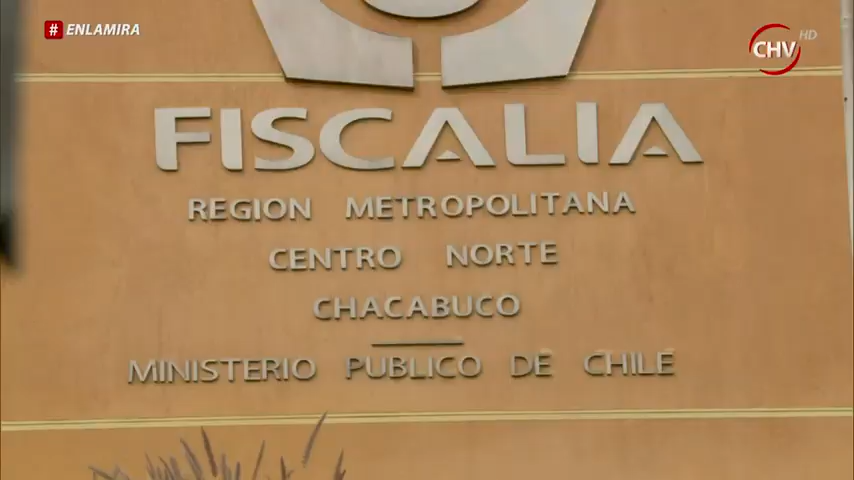 # ENLAMIRA
CHV HD
FISCALIA
REGION METROPOLITANA
CENTRO NORTE
CHACABUCO
MINISTERIO PUBLICO DE CHILE